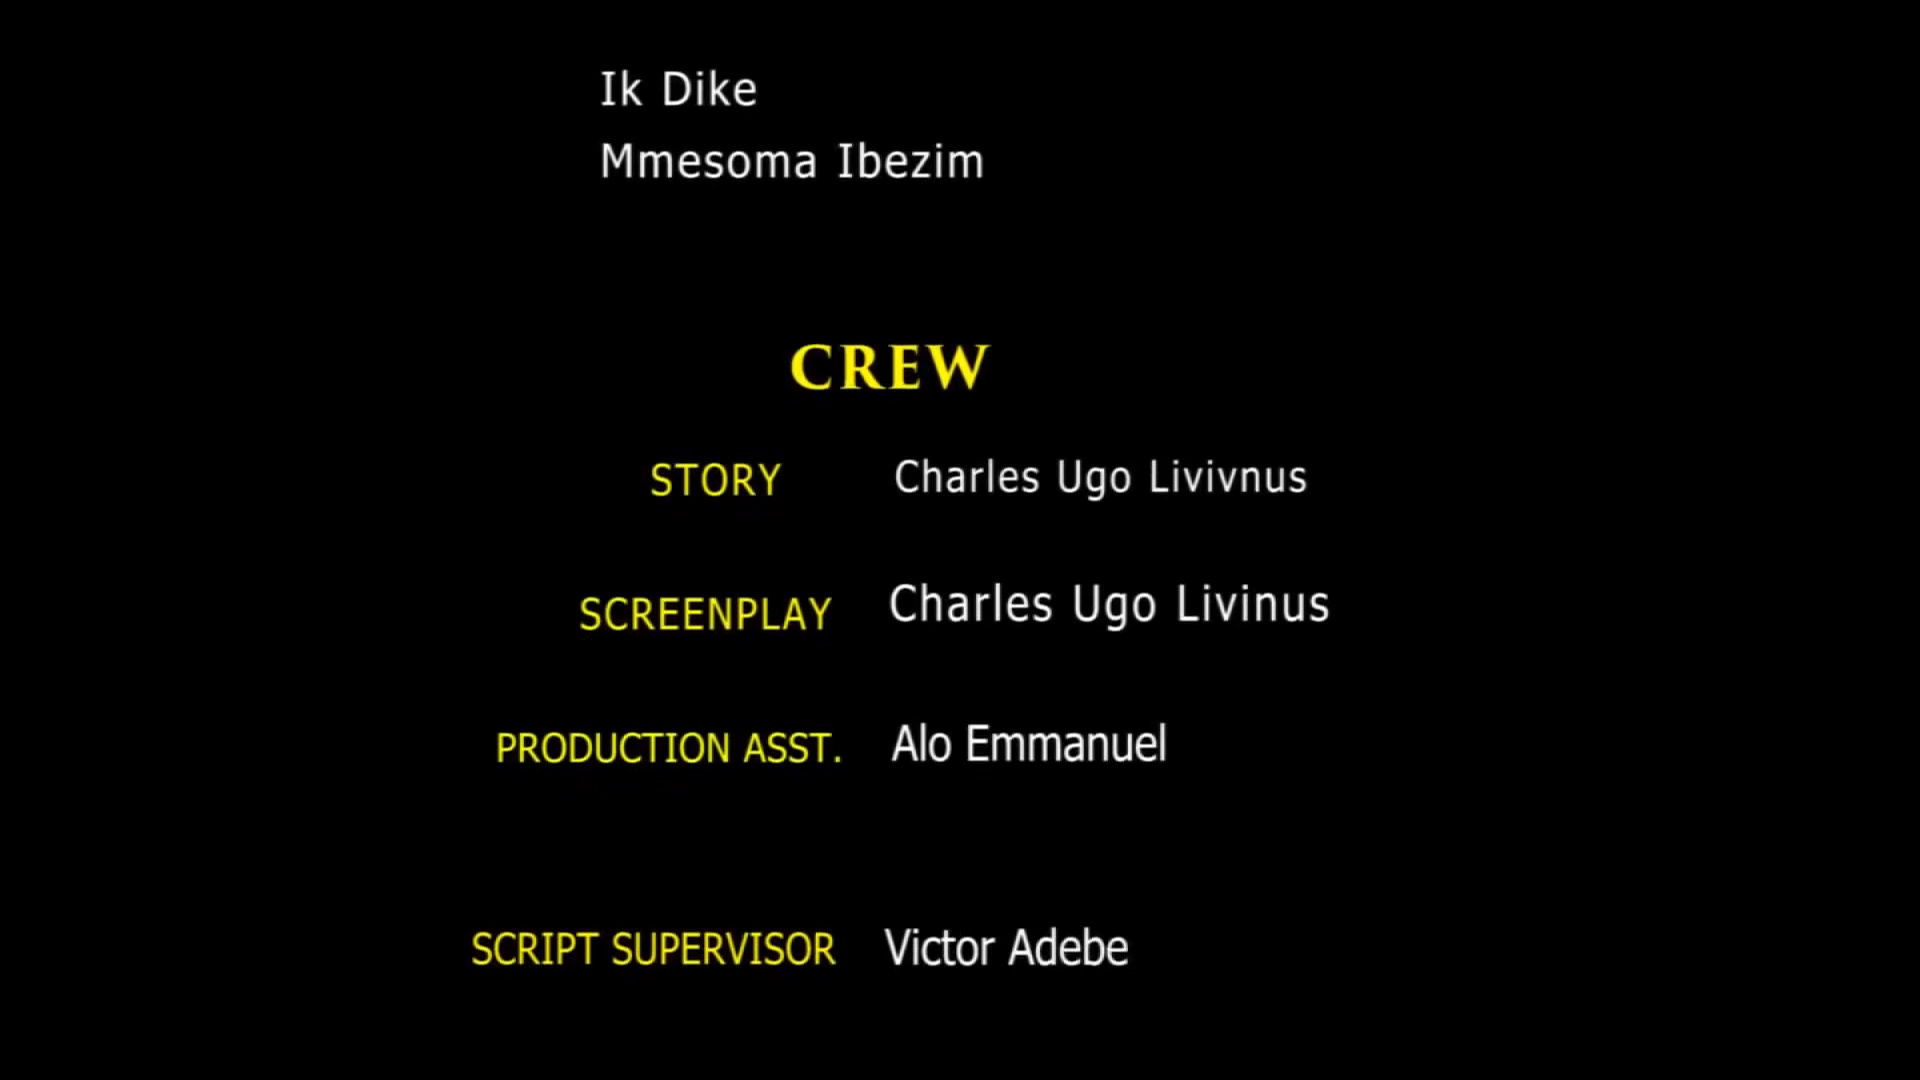 Ik Dike
Mmesoma Ibezim
CREW
STORY Charles Ugo Livivnus
SCREENPLAY Charles Ugo Livinus
PRODUCTION ASST. Alo Emmanuel
SCRIPT SUPERVISOR Victor Adebe